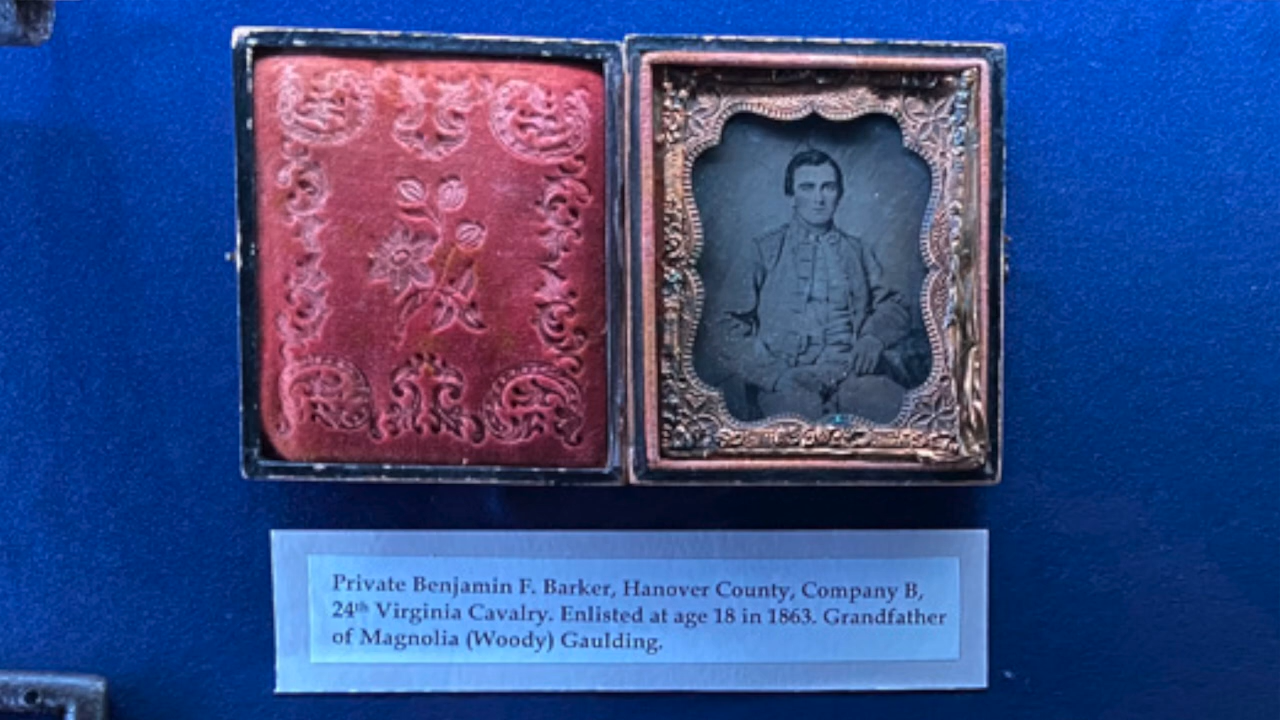 Private Benjamin F. Barker, Hanover County, Company B,
24th Virginia Cavalry. Enlisted at age 18 in 1863. Grandfather
of Magnolia (Woody) Gaulding.